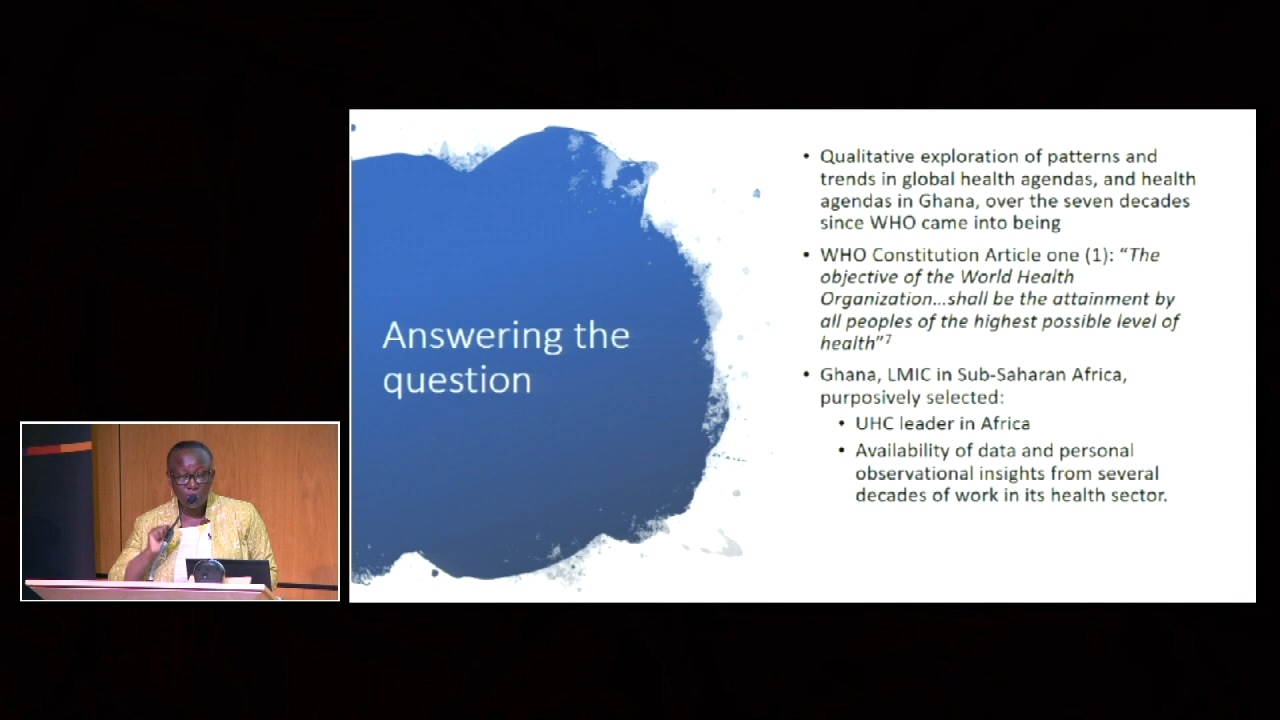 Answering the
question
• Qualitative exploration of patterns and
trends in global health agendas, and health
agendas in Ghana, over the seven decades
since WHO came into being
• WHO Constitution Article one (1): “The
objective of the World Health
Organization...shall be the attainment by
all peoples of the highest possible level of
health”⁷
• Ghana, LMIC in Sub-Saharan Africa,
purposively selected:
• UHC leader in Africa
• Availability of data and personal
observational insights from several
decades of work in its health sector.